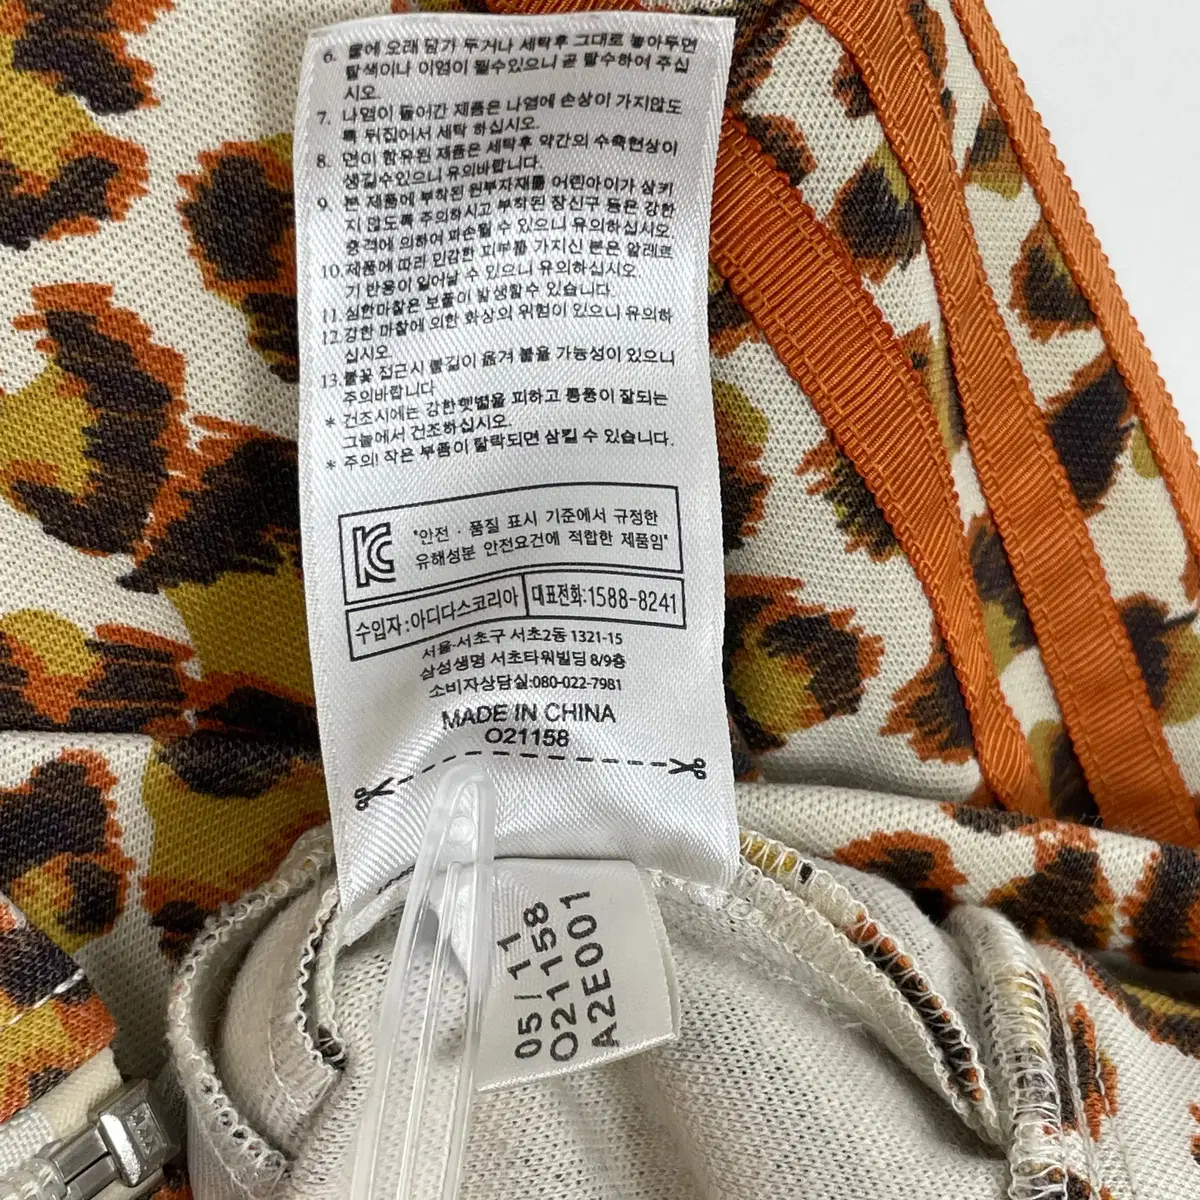 6. 물에 오래 담가 두거나 세탁후 그대로 놓아두면
탈색이나 이염이 될수있으니 곧 탈수하여 주십
시오.
7. 나염이 들어간 제품은 나염에 손상이 가지않도
록 뒤집어서 세탁 하십시오.
8. 면이 함유된 제품은 세탁후 약간의 수축현상이
생길수있으니 유의바랍니다.
9. 본 제품에 부착된 원부자재를 어린아이가 삼키
지 않도록 주의하시고 부착된 장신구 등은 강한
충격에 의하여 파손될 수 있으니 유의하십시오.
10. 제품에 따라 민감한 피부를 가지신 분은 알레르
기 반응이 일어날 수 있으니 유의하십시오.
11. 심한마찰은 보풀이 발생할수 있습니다.
12. 강한 마찰에 의한 화상의 위험이 있으니 유의하
십시오.
13. 불꽃 접근시 불길이 옮겨 붙을 가능성이 있으니
주의바랍니다
* 건조시에는 강한햇볕을 피하고 통풍이 잘되는
그늘에서 건조하십시오.
* 주의! 작은 부품이 탈락되면 삼킬 수 있습니다.
KC
"안전 · 품질 표시 기준에서 규정한
유해성분 안전요건에 적합한 제품임"
수입자:아디다스코리아 대표전화:1588-8241
서울-서초구 서초2동 1321-15
삼성생명 서초타워빌딩 8/9층
소비자상담실:080-022-7981
MADE IN CHINA
O21158
05/11
O21158
A2E001